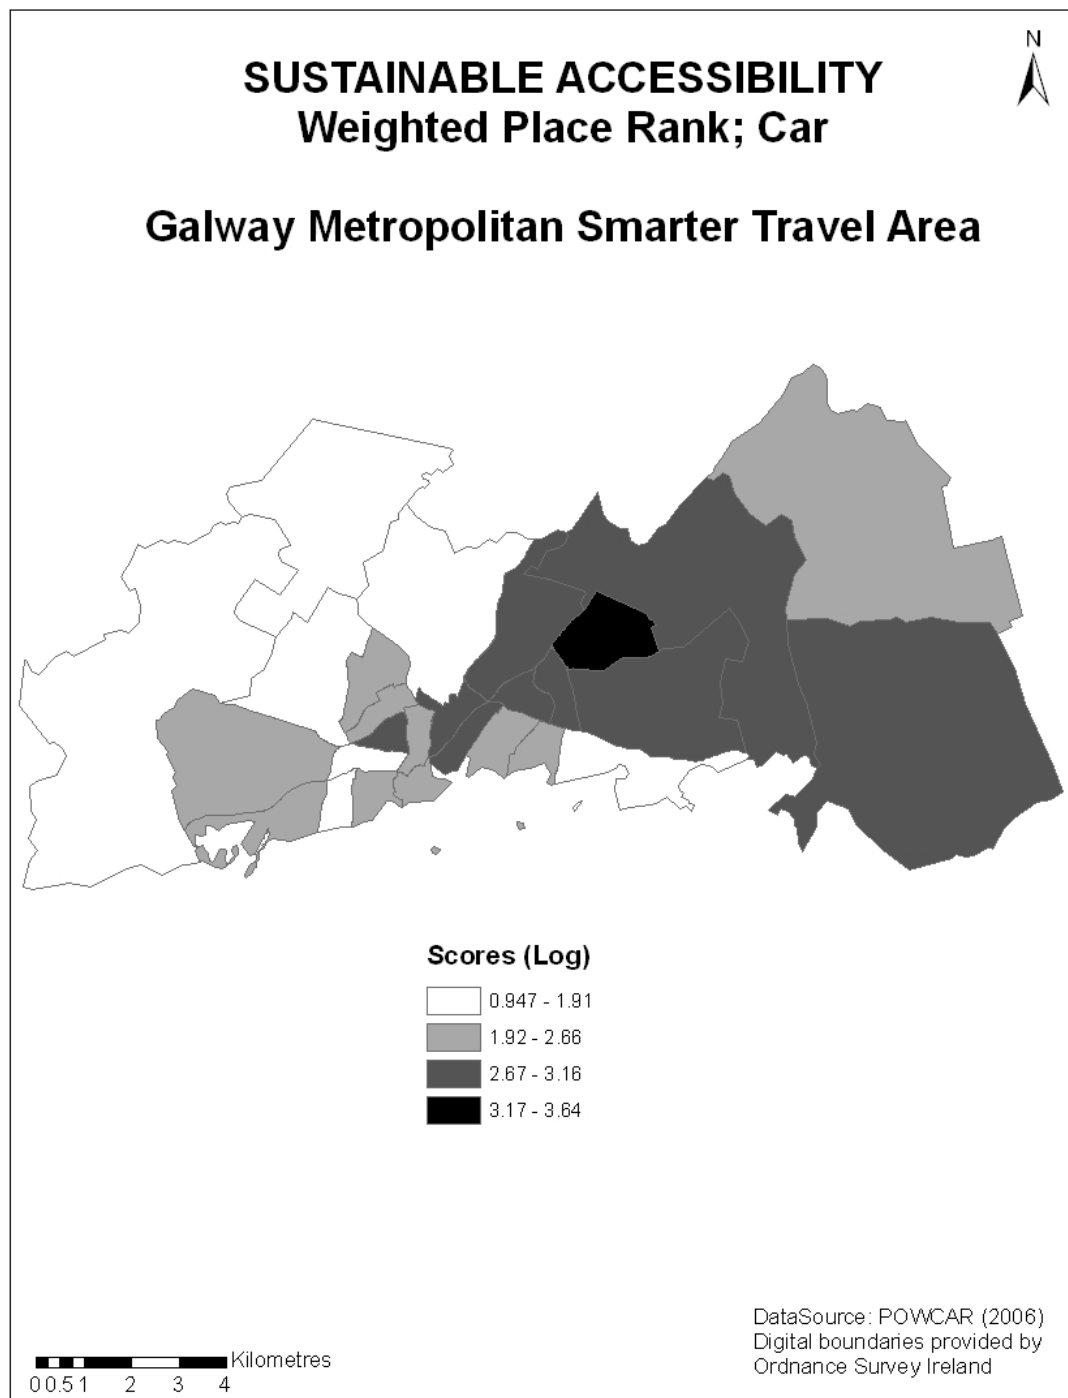 N
SUSTAINABLE ACCESSIBILITY
Weighted Place Rank; Car
Galway Metropolitan Smarter Travel Area
Scores (Log)
0.947 - 1.91
1.92 - 2.66
2.67 - 3.16
3.17 - 3.64
DataSource: POWCAR (2006)
Digital boundaries provided by
Ordnance Survey Ireland
Kilometres
0 0.5 1 2 3 4